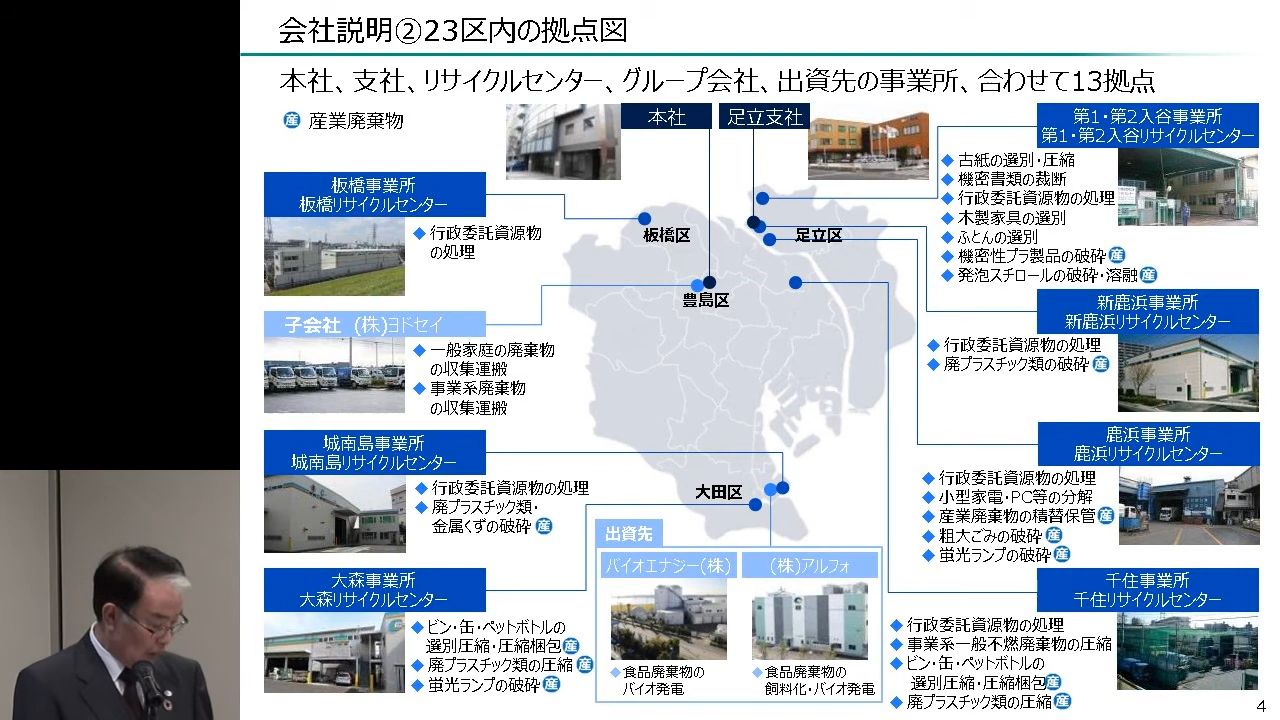 会社説明②23区内の拠点図
本社、支社、リサイクルセンター、グループ会社、出資先の事業所、合わせて13拠点
産 産業廃棄物
本社
足立支社
板橋事業所
板橋リサイクルセンター
◆行政委託資源物
の処理
子会社 (株)ヨドセイ
◆一般家庭の廃棄物
の収集運搬
◆事業系廃棄物
の収集運搬
城南島事業所
城南島リサイクルセンター
◆行政委託資源物の処理
◆廃プラスチック類・
金属くずの破砕 産
大森事業所
大森リサイクルセンター
◆ビン・缶・ペットボトルの
選別圧縮・圧縮梱包 産
◆廃プラスチック類の圧縮 産
◆蛍光ランプの破砕 産
板橋区
足立区
豊島区
大田区
出資先
バイオエナジー(株)
◆食品廃棄物の
バイオ発電
(株)アルフォ
◆食品廃棄物の
飼料化・バイオ発電
第1・第2入谷事業所
第1・第2入谷リサイクルセンター
◆古紙の選別・圧縮
◆機密書類の裁断
◆行政委託資源物の処理
◆木製家具の選別
◆ふとんの選別
◆機密性プラ製品の破砕 産
◆発泡スチロールの破砕・溶融 産
新鹿浜事業所
新鹿浜リサイクルセンター
◆行政委託資源物の処理
◆廃プラスチック類の破砕 産
鹿浜事業所
鹿浜リサイクルセンター
◆行政委託資源物の処理
◆小型家電・PC等の分解
◆産業廃棄物の積替保管 産
◆粗大ごみの破砕 産
◆蛍光ランプの破砕 産
千住事業所
千住リサイクルセンター
◆行政委託資源物の処理
◆事業系一般不燃廃棄物の圧縮
◆ビン・缶・ペットボトルの
選別圧縮・圧縮梱包 産
◆廃プラスチック類の圧縮 産
4